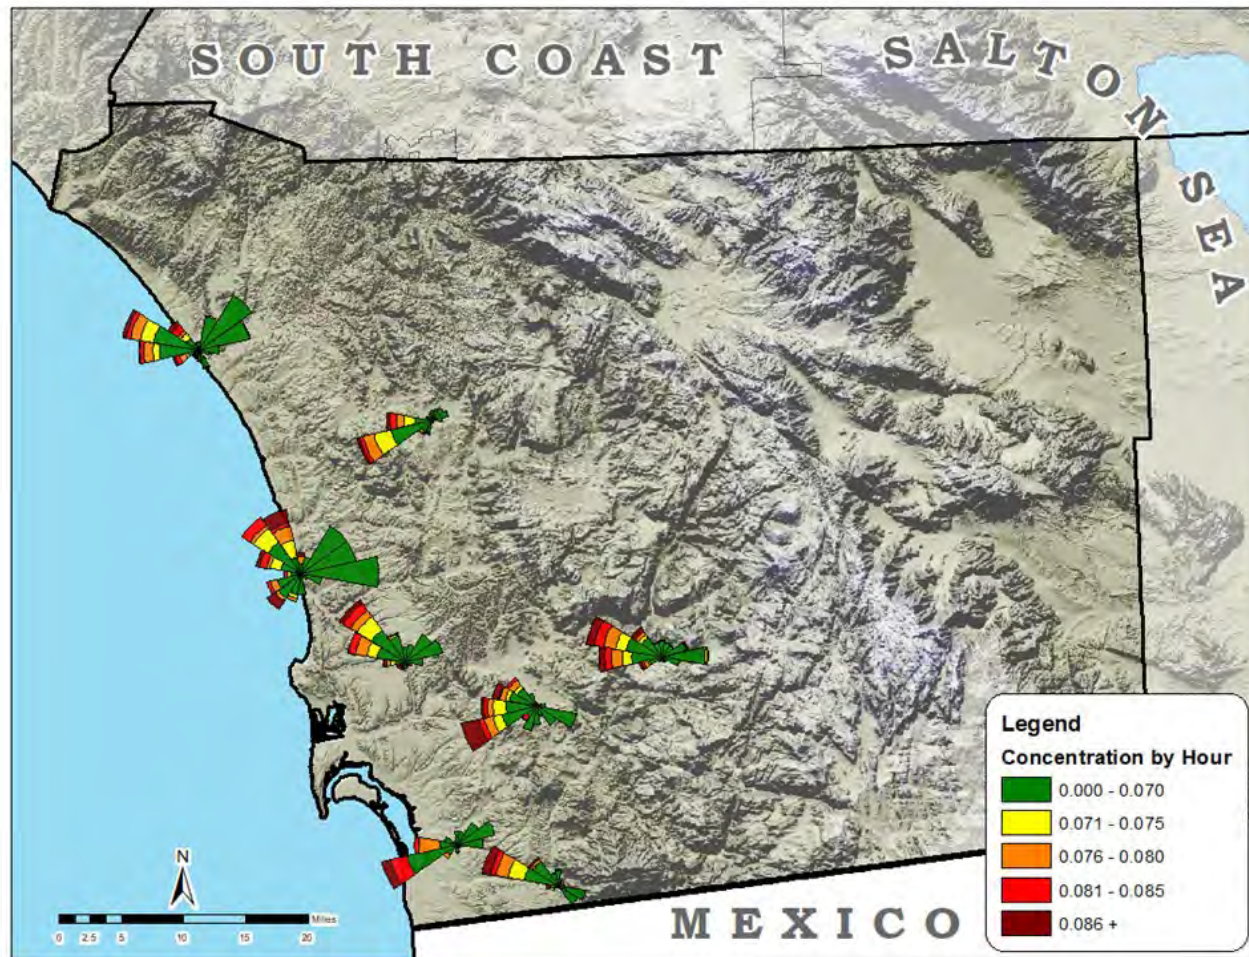 SOUTH COAST
SALTON SEA
N
Miles
0 2.5 5 10 15 20
MEXICO
Legend
Concentration by Hour
0.000 - 0.070
0.071 - 0.075
0.076 - 0.080
0.081 - 0.085
0.086 +